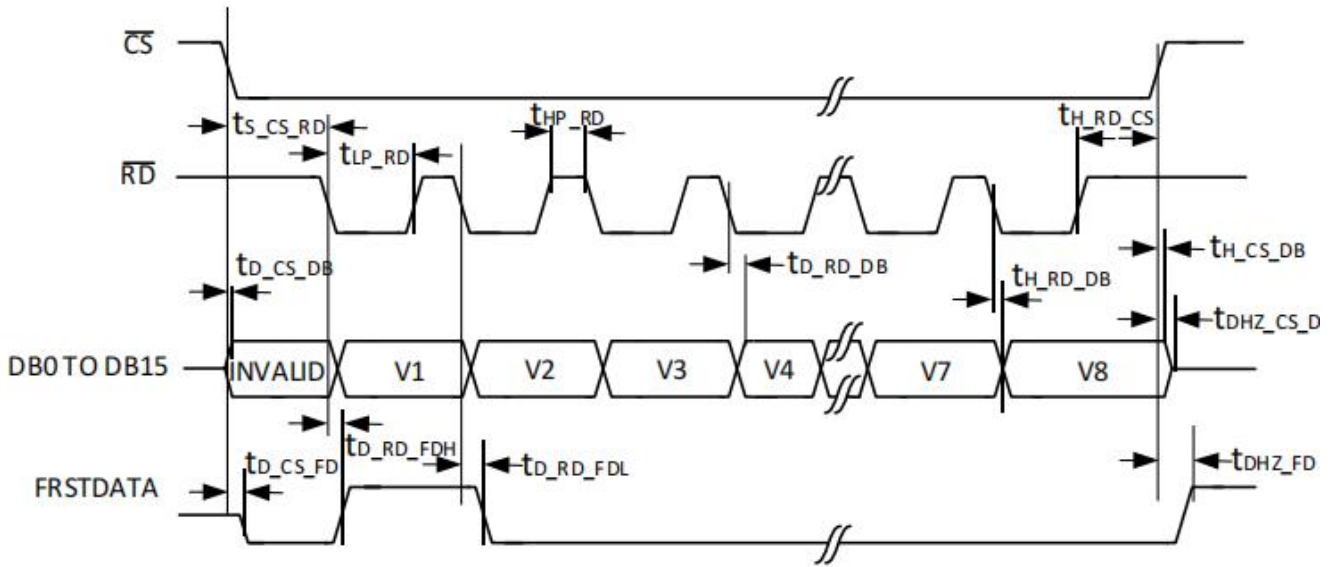 CS
tS_CS_RD
tHP_RD
tH_RD_CS
tLP_RD
RD
tD_CS_DB
tD_RD_DB
tH_RD_DB
tH_CS_DB
tDHZ_CS_D
DB0 TO DB15
INVALID V1 V2 V3 V4 V7 V8
tD_CS_FD
tD_RD_FDH
tD_RD_FDL
tDHZ_FD
FRSTDATA